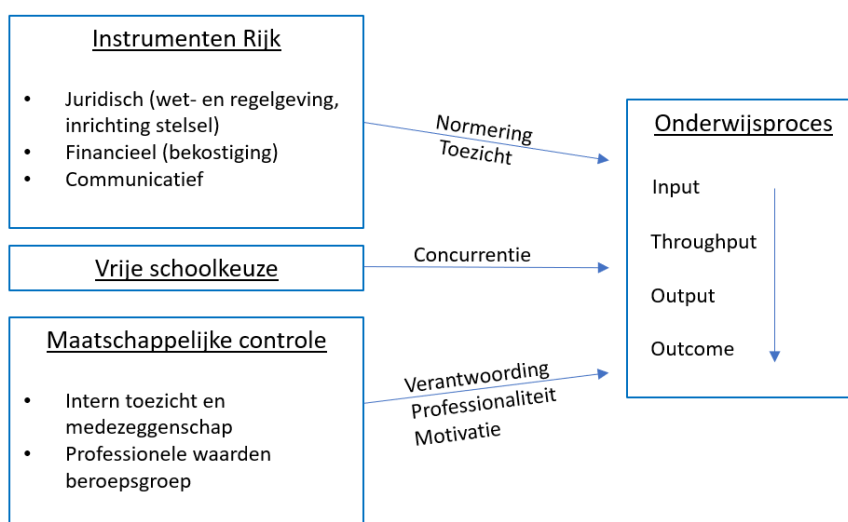 Instrumenten Rijk
• Juridisch (wet- en regelgeving,
inrichting stelsel)
• Financieel (bekostiging)
• Communicatief
Normering
Toezicht
Vrije schoolkeuze
Concurrentie
Maatschappelijke controle
• Intern toezicht en
medezeggenschap
• Professionele waarden
beroepsgroep
Verantwoording
Professionaliteit
Motivatie
Onderwijsproces
Input
Throughput
Output
Outcome